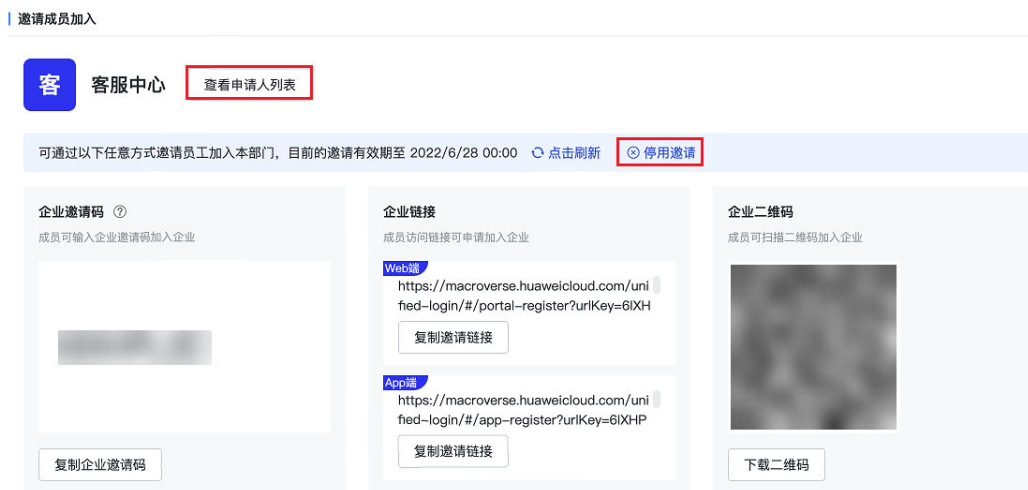 邀请成员加入
客 客服中心 查看申请人列表
可通过以下任意方式邀请员工加入本部门，目前的邀请有效期至 2022/6/28 00:00 点击刷新 停用邀请
企业邀请码 ?
成员可输入企业邀请码加入企业
复制企业邀请码
企业链接
成员访问链接可申请加入企业
Web端
https://macroverse.huaweicloud.com/uni
fied-login/#/portal-register?urlKey=6IXH
复制邀请链接
App端
https://macroverse.huaweicloud.com/uni
fied-login/#/app-register?urlKey=6IXHP
复制邀请链接
企业二维码
成员可扫描二维码加入企业
下载二维码